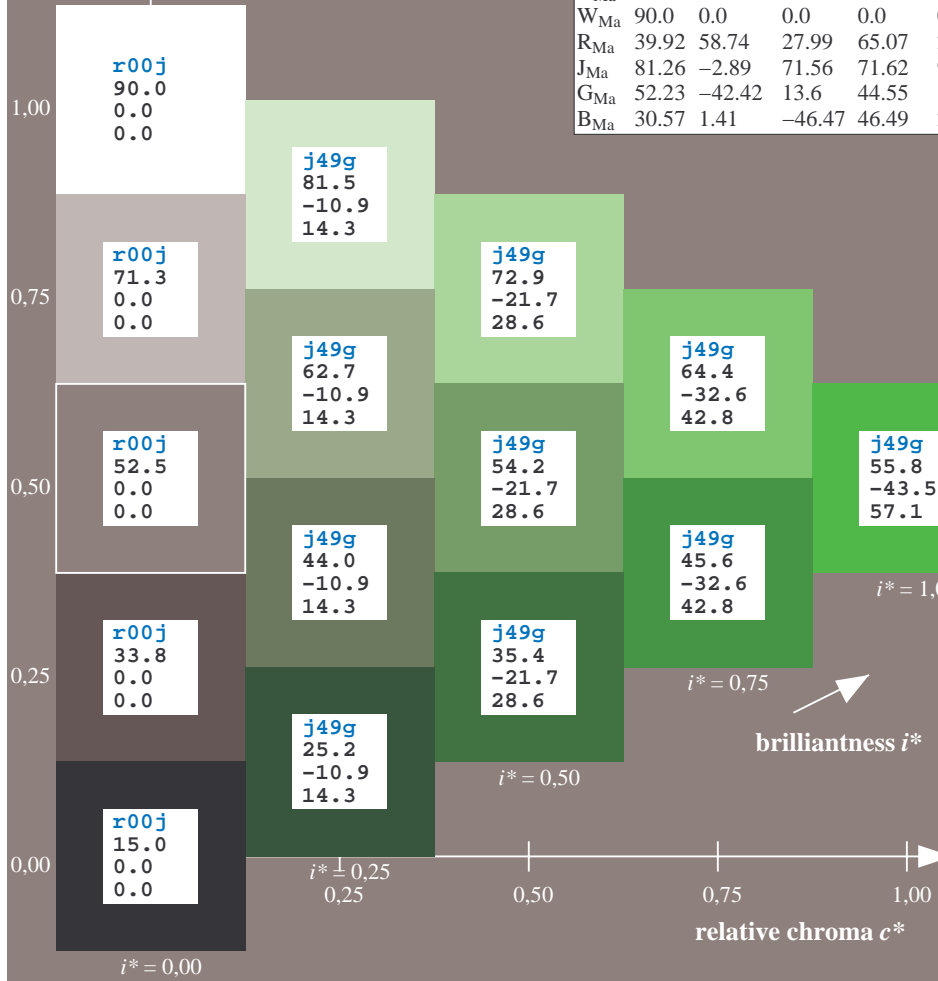 W_Ma 90.0 0.0 0.0 0.0
R_Ma 39.92 58.74 27.99 65.07
J_Ma 81.26 −2.89 71.56 71.62
G_Ma 52.23 −42.42 13.6 44.55
B_Ma 30.57 1.41 −46.47 46.49
1,00
0,75
0,50
0,25
0,00
r00j
90.0
0.0
0.0
r00j
71.3
0.0
0.0
r00j
52.5
0.0
0.0
r00j
33.8
0.0
0.0
r00j
15.0
0.0
0.0
i* = 0,00
j49g
81.5
-10.9
14.3
j49g
62.7
-10.9
14.3
j49g
44.0
-10.9
14.3
j49g
25.2
-10.9
14.3
i* = 0,25
j49g
72.9
-21.7
28.6
j49g
54.2
-21.7
28.6
j49g
35.4
-21.7
28.6
i* = 0,50
j49g
64.4
-32.6
42.8
j49g
45.6
-32.6
42.8
i* = 0,75
j49g
55.8
-43.5
57.1
i* = 1,0
brilliantness i*
0,25 0,50 0,75 1,00
relative chroma c*